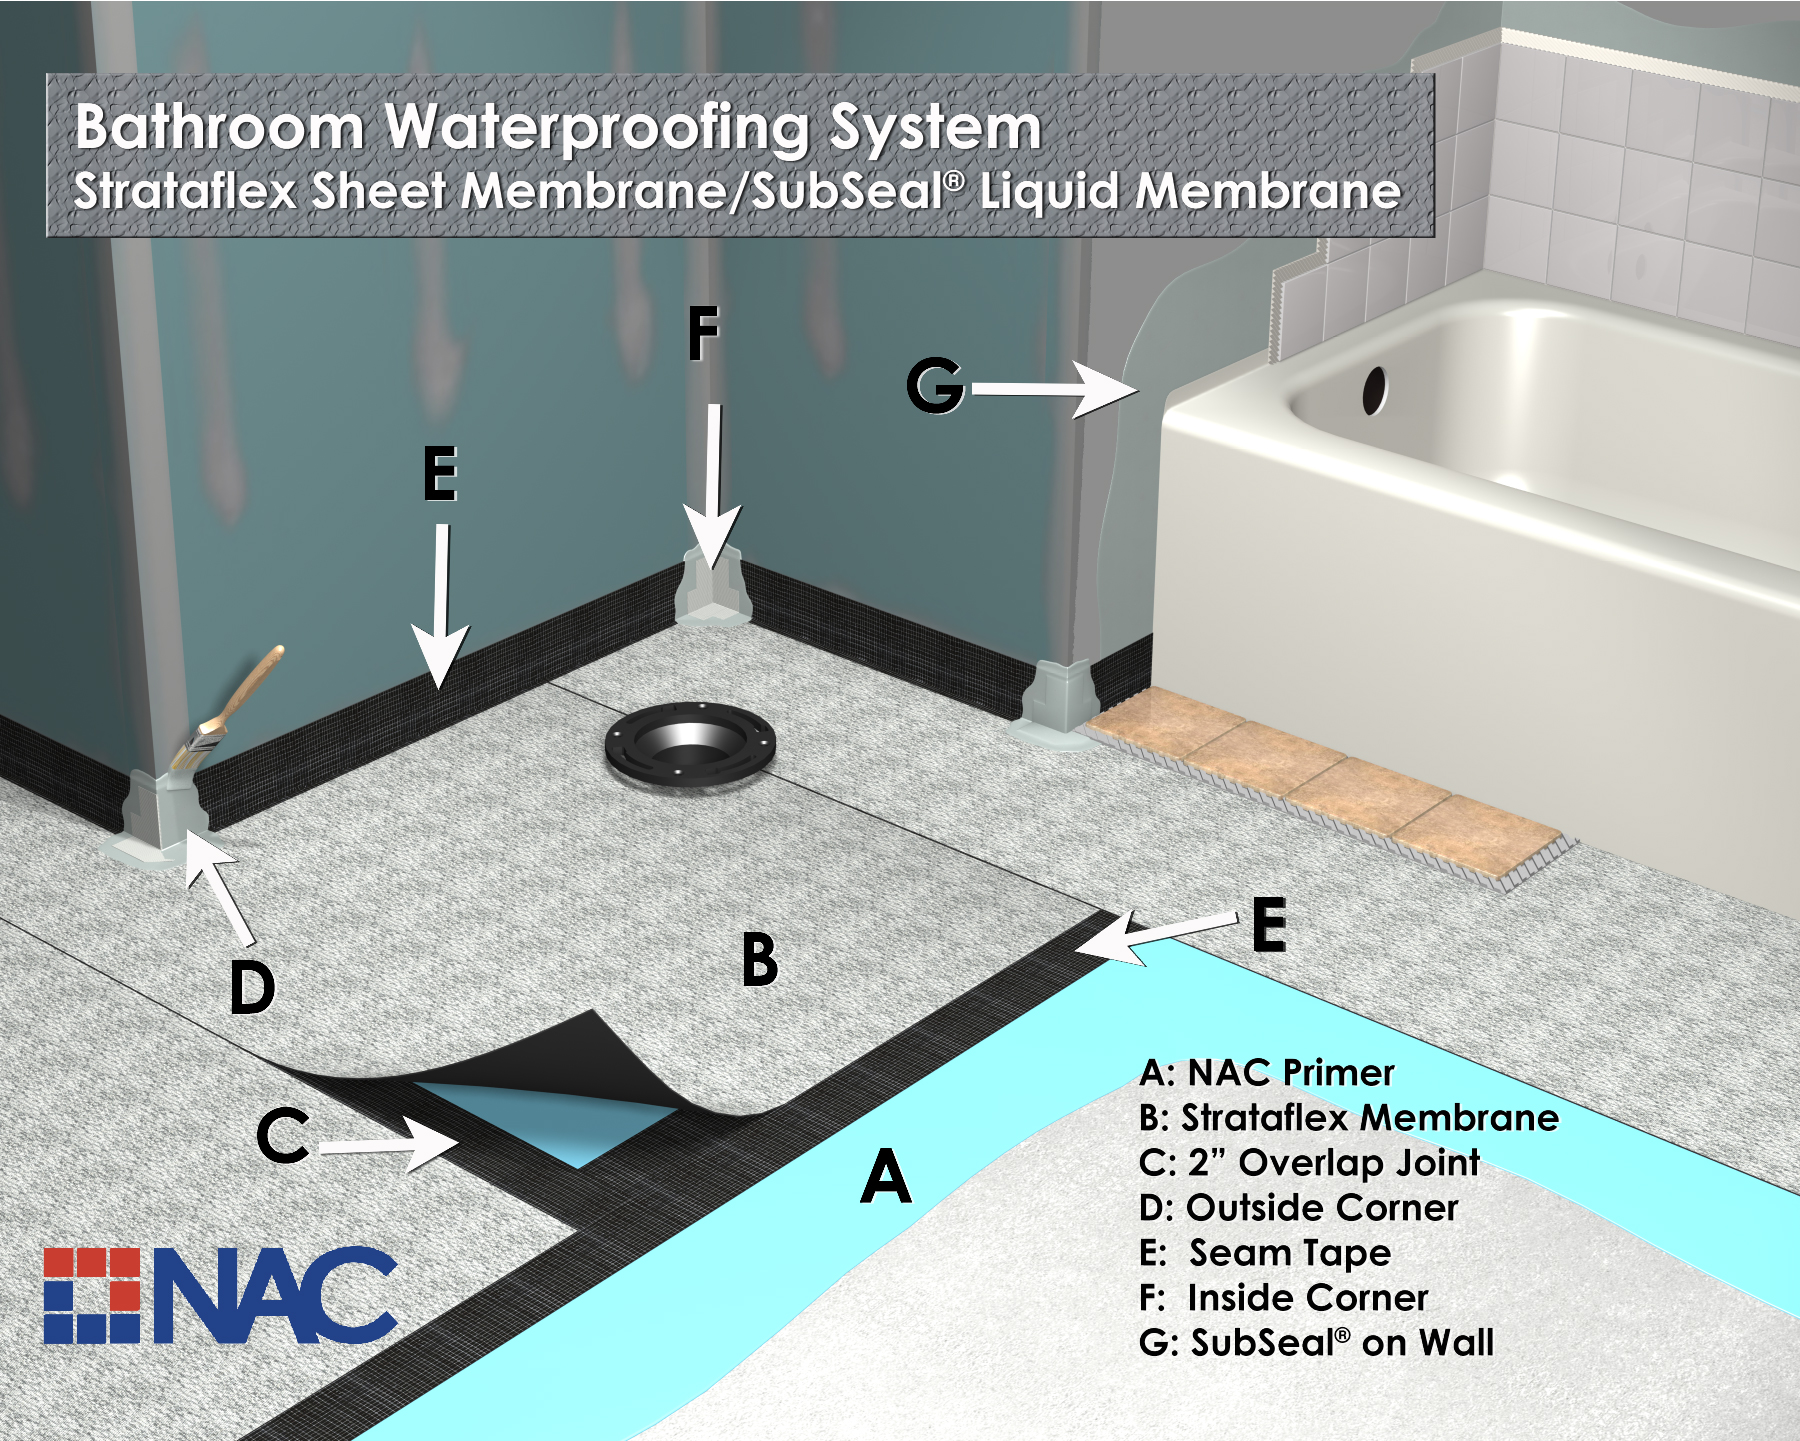 Bathroom Waterproofing System
Strataflex Sheet Membrane/SubSeal® Liquid Membrane
F
G
E
E
D
B
C
A
A: NAC Primer
B: Strataflex Membrane
C: 2” Overlap Joint
D: Outside Corner
E: Seam Tape
F: Inside Corner
G: SubSeal® on Wall
NAC